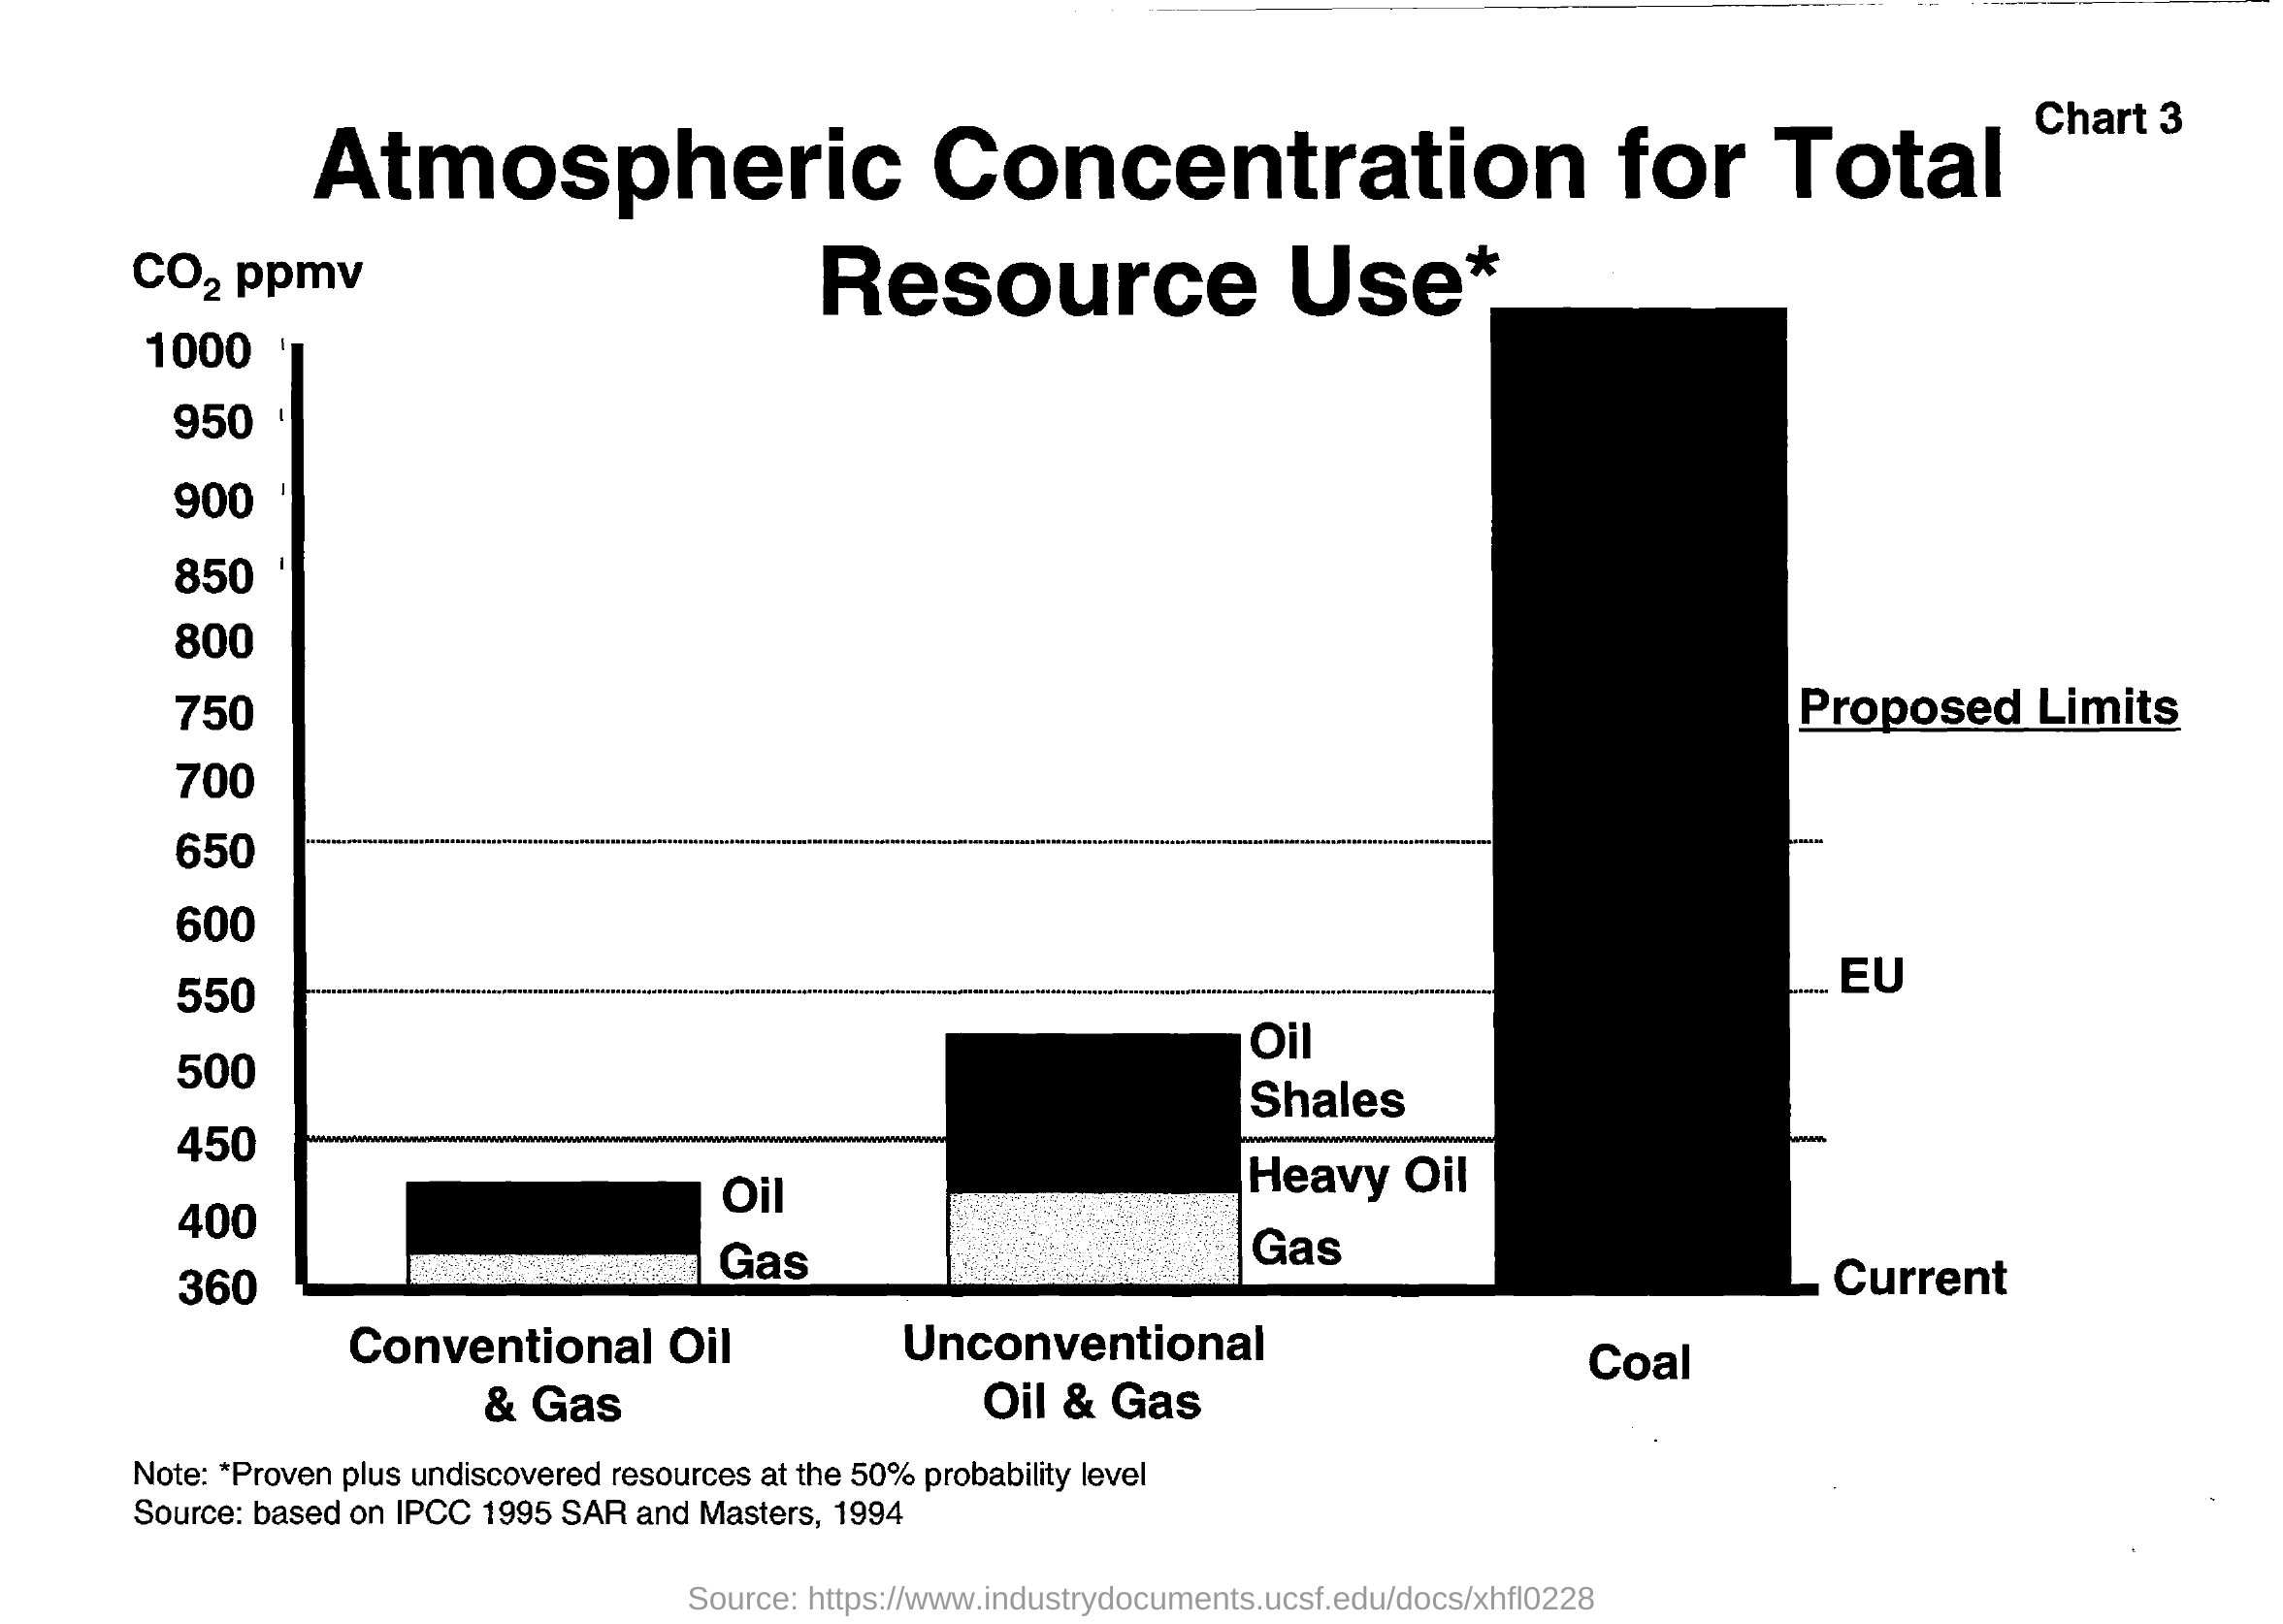 Chart 3
Atmospheric Concentration for Total
Resource Use*
CO₂ ppmv
1000
950
900
850
800
750
700
650
600
550
500
450
400
360
Proposed Limits
EU
Current
Oil
Gas
Oil
Shales
Heavy Oil
Gas
Conventional Oil
& Gas
Unconventional
Oil & Gas
Coal
Note: *Proven plus undiscovered resources at the 50% probability level
Source: based on IPCC 1995 SAR and Masters, 1994
Source: https://www.industrydocuments.ucsf.edu/docs/xhfl0228